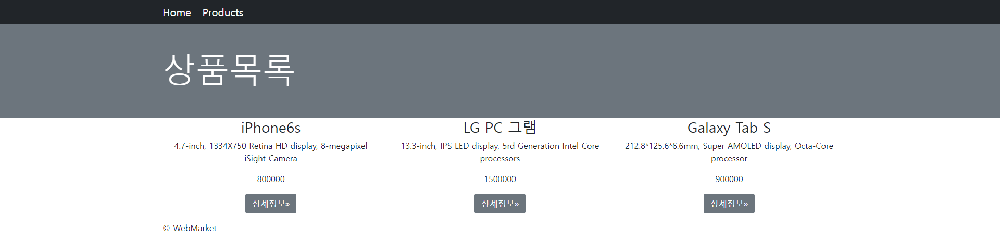 Home Products
상품목록
iPhone6s
4.7-inch, 1334X750 Retina HD display, 8-megapixel
iSight Camera
800000
상세정보»
LG PC 그램
13.3-inch, IPS LED display, 5rd Generation Intel Core
processors
1500000
상세정보»
Galaxy Tab S
212.8*125.6*6.6mm, Super AMOLED display, Octa-Core
processor
900000
상세정보»
© WebMarket